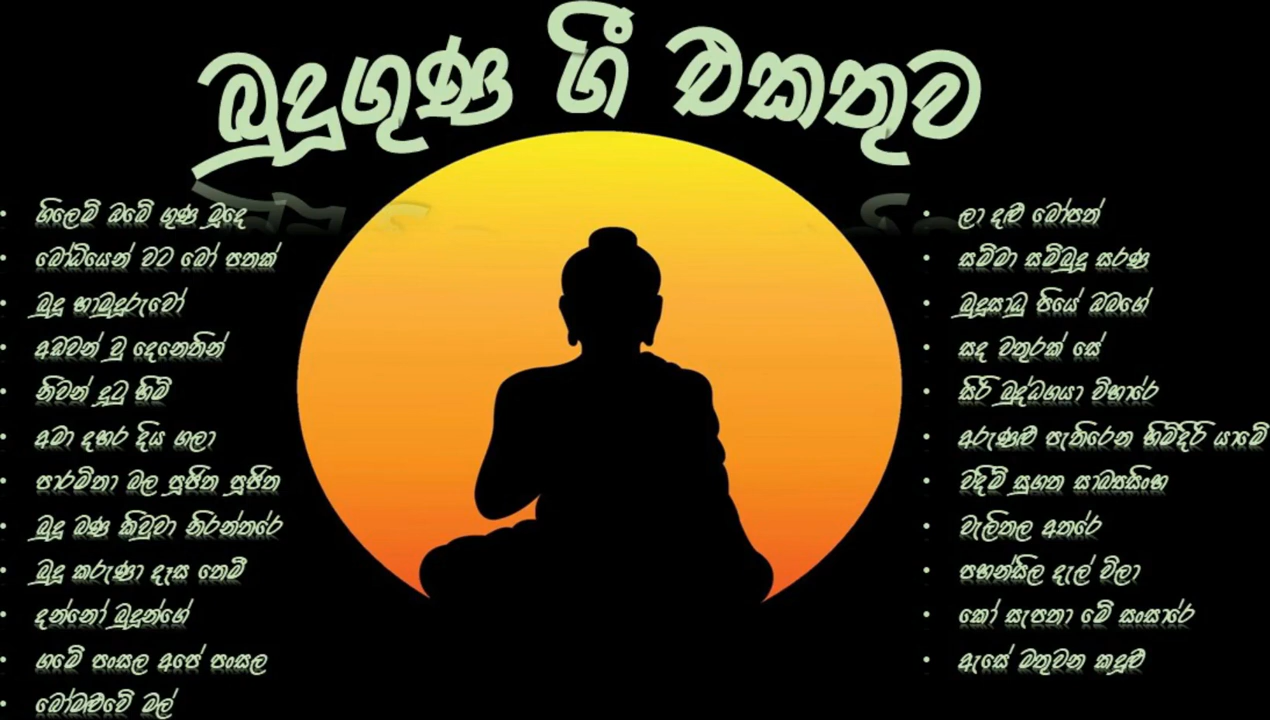 බුදුගුණ ගී එකතුව
• ගිලෙමි ඔබේ ගුණ මූදෙ
• බෝධියෙන් වට බෝ පතක්
• බුදු හාමුදුරුවෝ
• අඩවන් වූ දෙනෙතින්
• නිවන් දුටු හිමි
• අමා දහර දිය ගලා
• පාරමිතා බල පූජිත පූජිත
• බුදු බණ කිවුවා නිරන්තරේ
• බුදු කරුණා දෑස තෙමී
• දන්නෝ බුදුන්ගේ
• ගමේ පංසල අපේ පංසල
• බෝමළුවේ මල්
• ලා දළු බෝපත්
• සම්මා සම්බුදු සරණ
• බුදුසාධු පියේ ඔබගේ
• සඳ වතුරක් සේ
• සිරි බුද්ධගයා විහාරේ
• අරුණළු පැතිරෙන හිමිදිරි යාමේ
• වඳිමි සුගත සාඛ්‍යසිංහ
• වැලිතල අතරේ
• පහන්සිල දැල් විලා
• කෝ සැපතා මේ සංසාරේ
• ඇසේ මතුවන කඳුළු